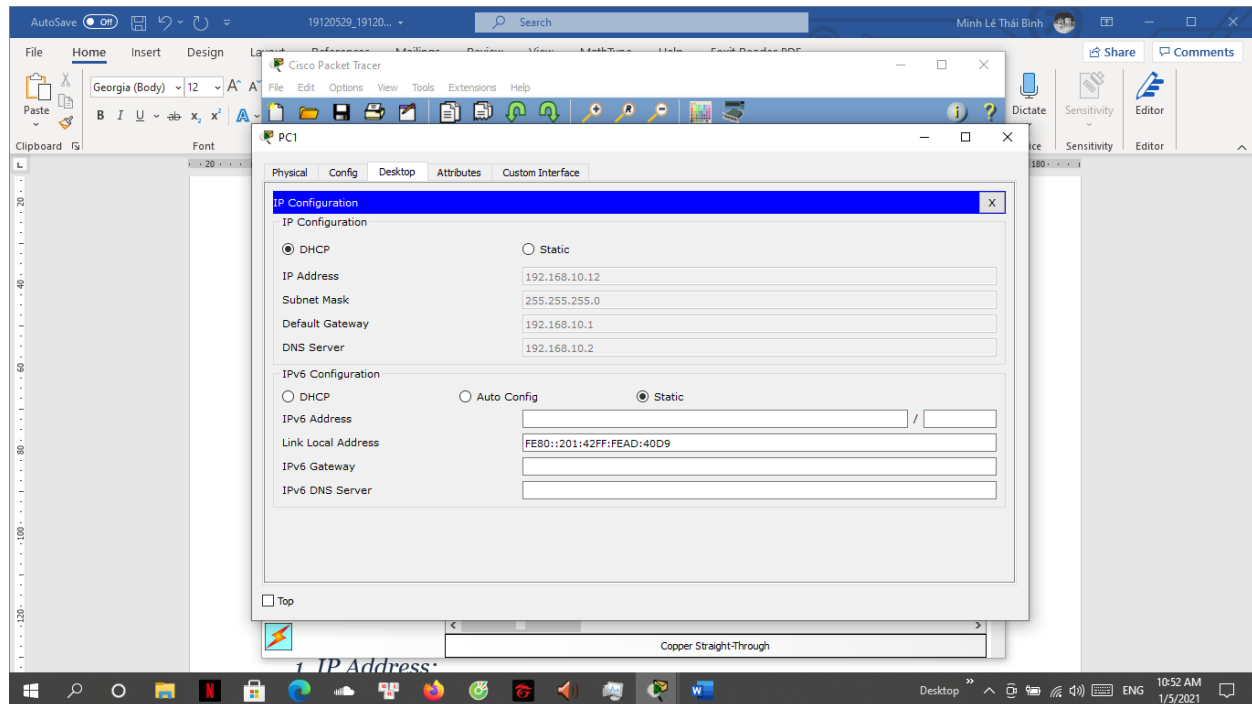 AutoSave Off 19120529_19120... Search Minh Lê Thái Bình
File Home Insert Design Share Comments
Cisco Packet Tracer
File Edit Options View Tools Extensions Help
Georgia (Body) 12
Paste B I U ab x2 x2 A Dictate Sensitivity Editor
PC1
Clipboard Font Sensitivity Editor
20 180
Physical Config Desktop Attributes Custom Interface
IP Configuration X
IP Configuration
DHCP Static
IP Address 192.168.10.12
Subnet Mask 255.255.255.0
Default Gateway 192.168.10.1
DNS Server 192.168.10.2
IPv6 Configuration
DHCP Auto Config Static
IPv6 Address /
Link Local Address FE80::201:42FF:FEAD:40D9
IPv6 Gateway
IPv6 DNS Server
Top
Copper Straight-Through
1. IP Address:
Desktop ENG 10:52 AM
1/5/2021